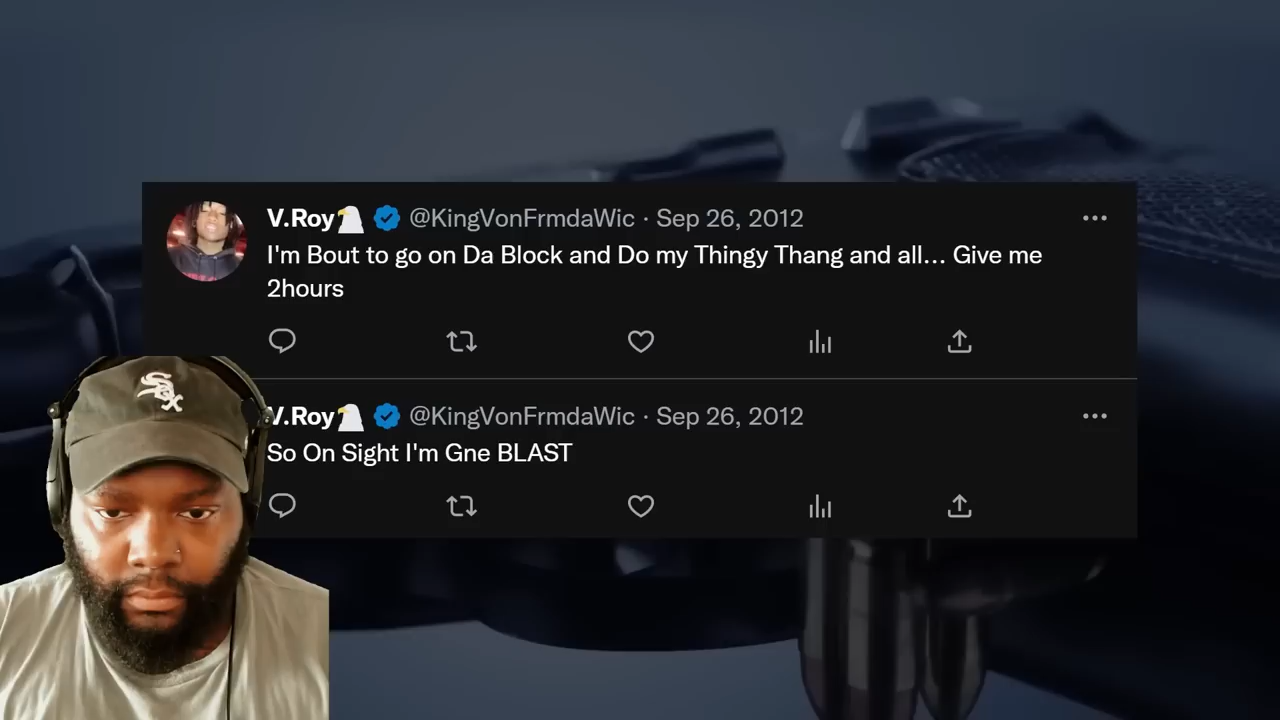 V.Roy @KingVonFrmdaWic · Sep 26, 2012
I'm Bout to go on Da Block and Do my Thingy Thang and all... Give me
2hours
V.Roy @KingVonFrmdaWic · Sep 26, 2012
So On Sight I'm Gne BLAST
Sox